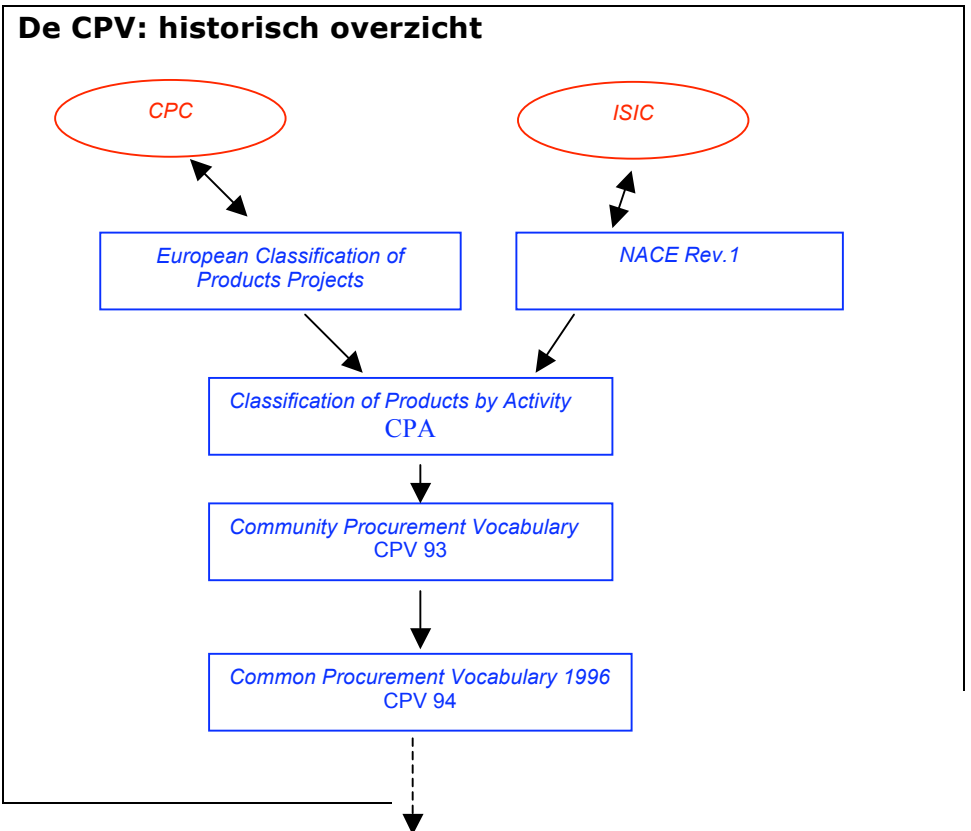 De CPV: historisch overzicht
CPC
ISIC
European Classification of
Products Projects
NACE Rev.1
Classification of Products by Activity
CPA
Community Procurement Vocabulary
CPV 93
Common Procurement Vocabulary 1996
CPV 94